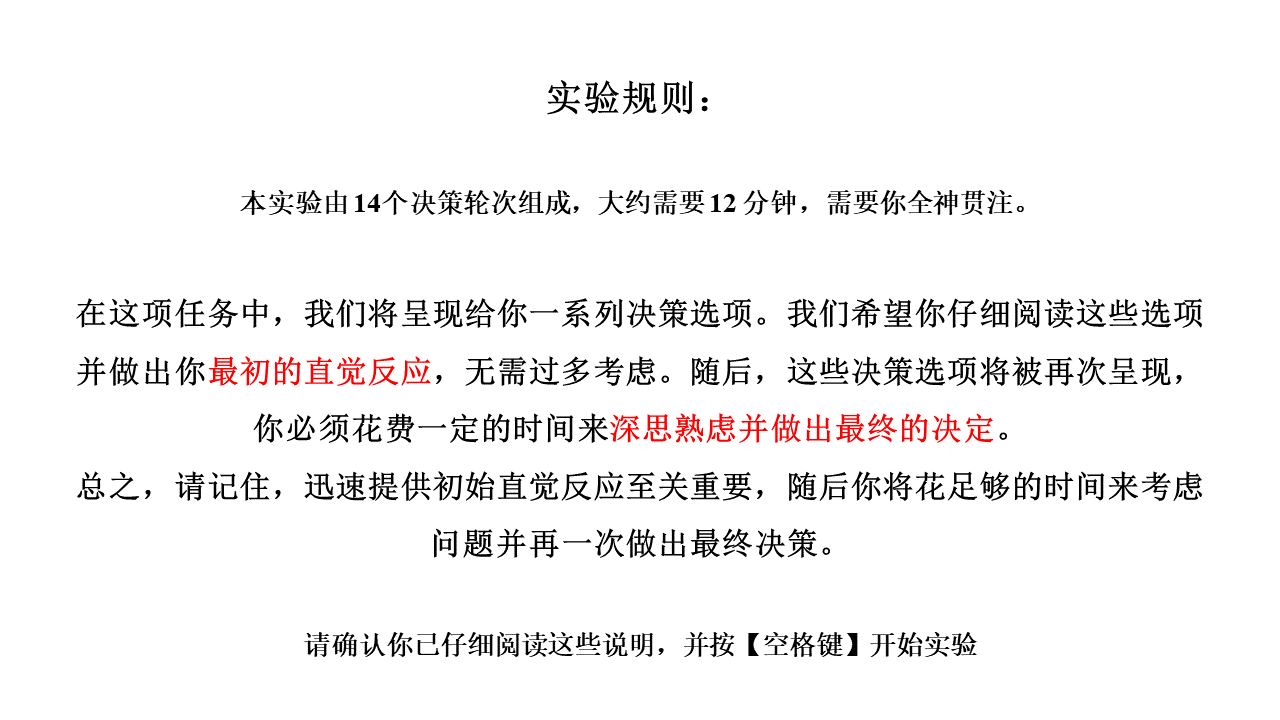 实验规则：
本实验由14个决策轮次组成，大约需要12分钟，需要你全神贯注。
在这项任务中，我们将呈现给你一系列决策选项。我们希望你仔细阅读这些选项
并做出你最初的直觉反应，无需过多考虑。随后，这些决策选项将被再次呈现，
你必须花费一定的时间来深思熟虑并做出最终的决定。
总之，请记住，迅速提供初始直觉反应至关重要，随后你将花足够的时间来考虑
问题并再一次做出最终决策。
请确认你已仔细阅读这些说明，并按【空格键】开始实验